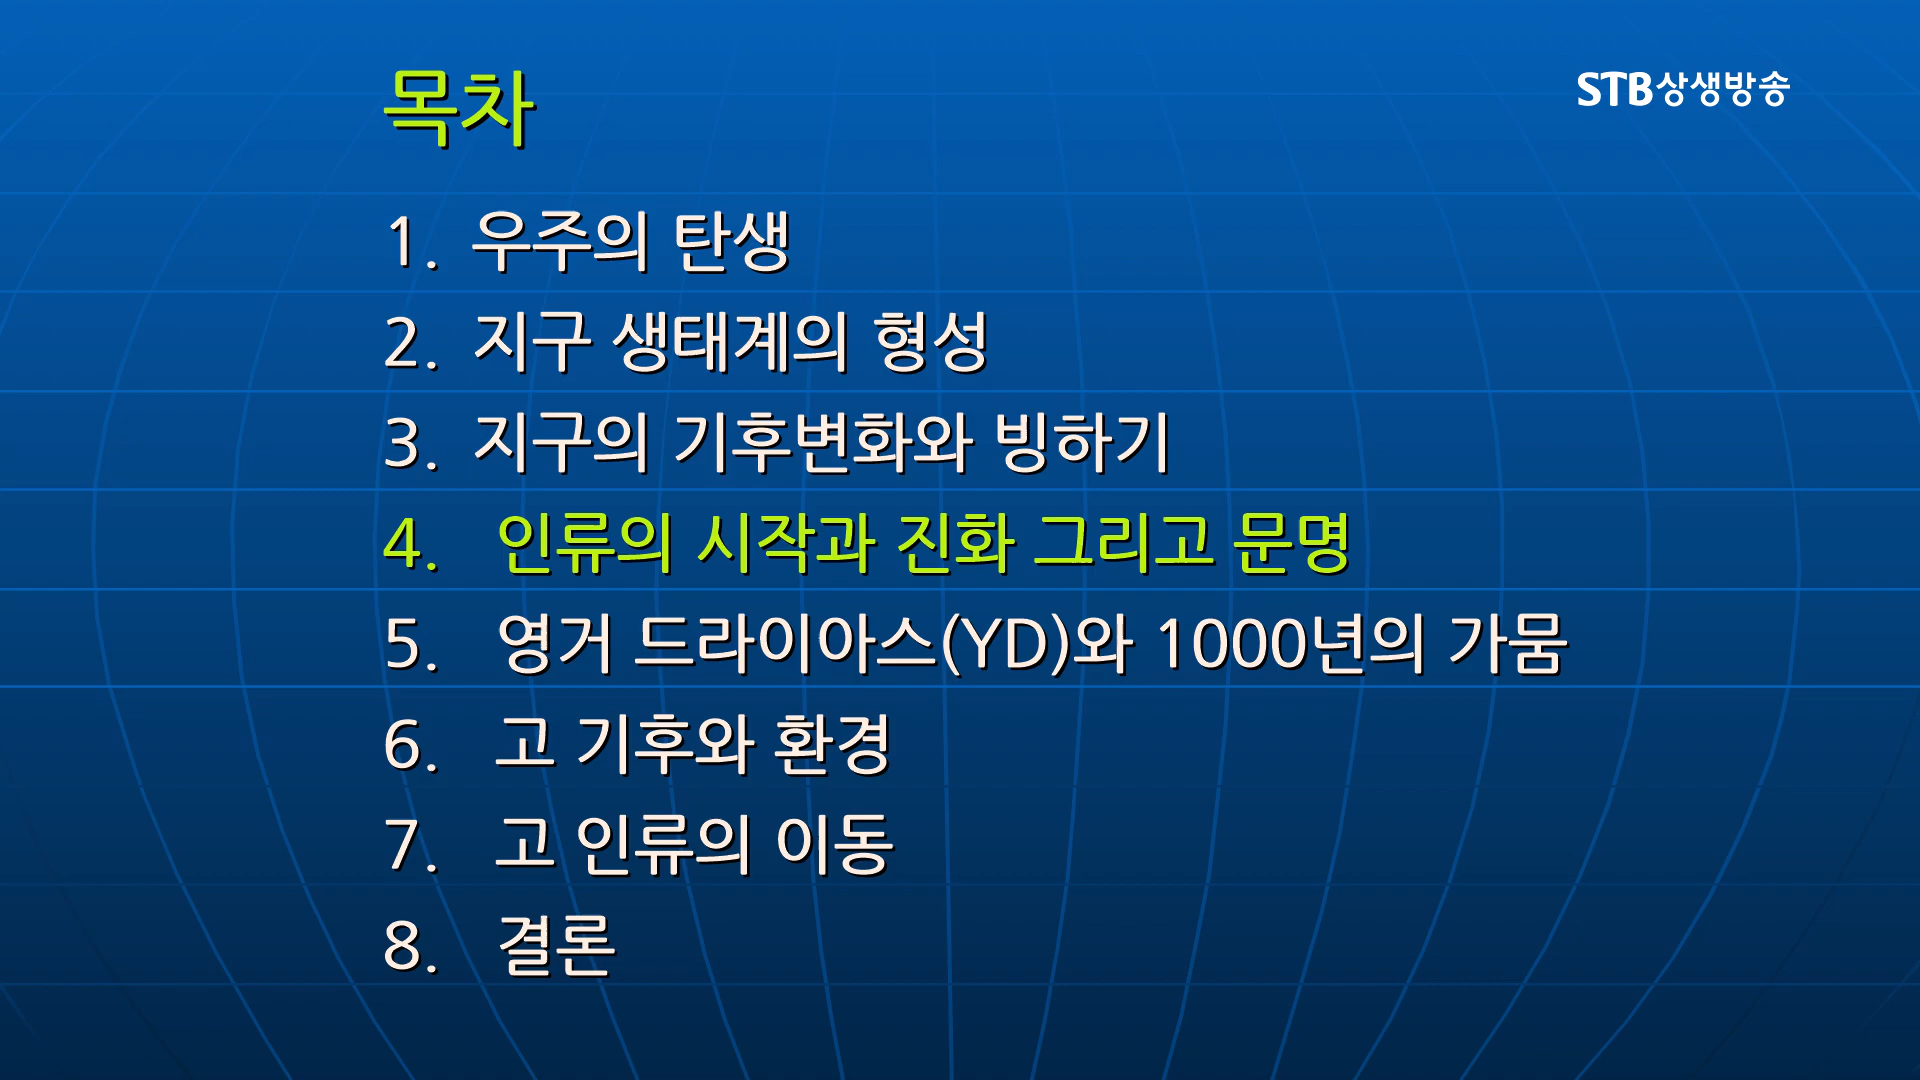 목차
STB상생방송
1. 우주의 탄생
2. 지구 생태계의 형성
3. 지구의 기후변화와 빙하기
4. 인류의 시작과 진화 그리고 문명
5. 영거 드라이아스(YD)와 1000년의 가뭄
6. 고 기후와 환경
7. 고 인류의 이동
8. 결론